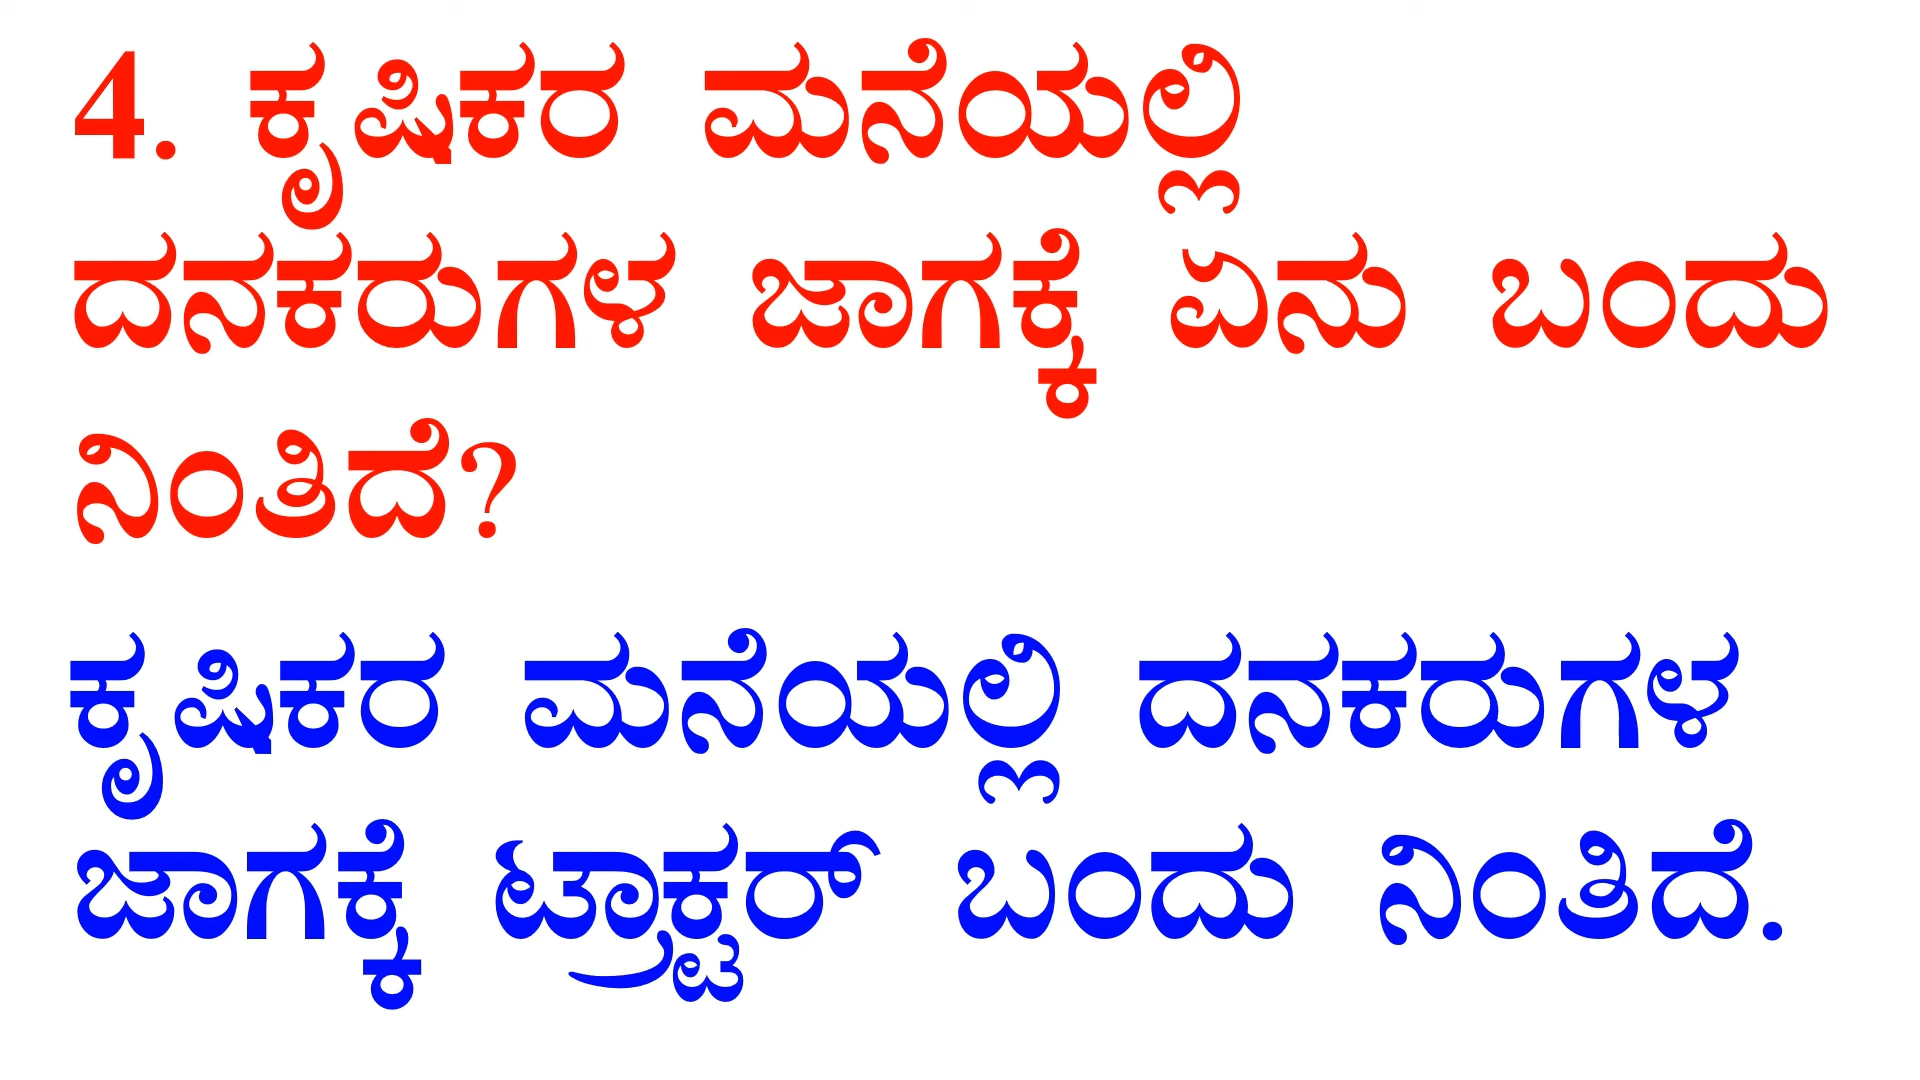 4. ಕೃಷಿಕರ ಮನೆಯಲ್ಲಿ
ದನಕರುಗಳ ಜಾಗಕ್ಕೆ ಏನು ಬಂದು
ನಿಂತಿದೆ?
ಕೃಷಿಕರ ಮನೆಯಲ್ಲಿ ದನಕರುಗಳ
ಜಾಗಕ್ಕೆ ಟ್ರಾಕ್ಟರ್ ಬಂದು ನಿಂತಿದೆ.